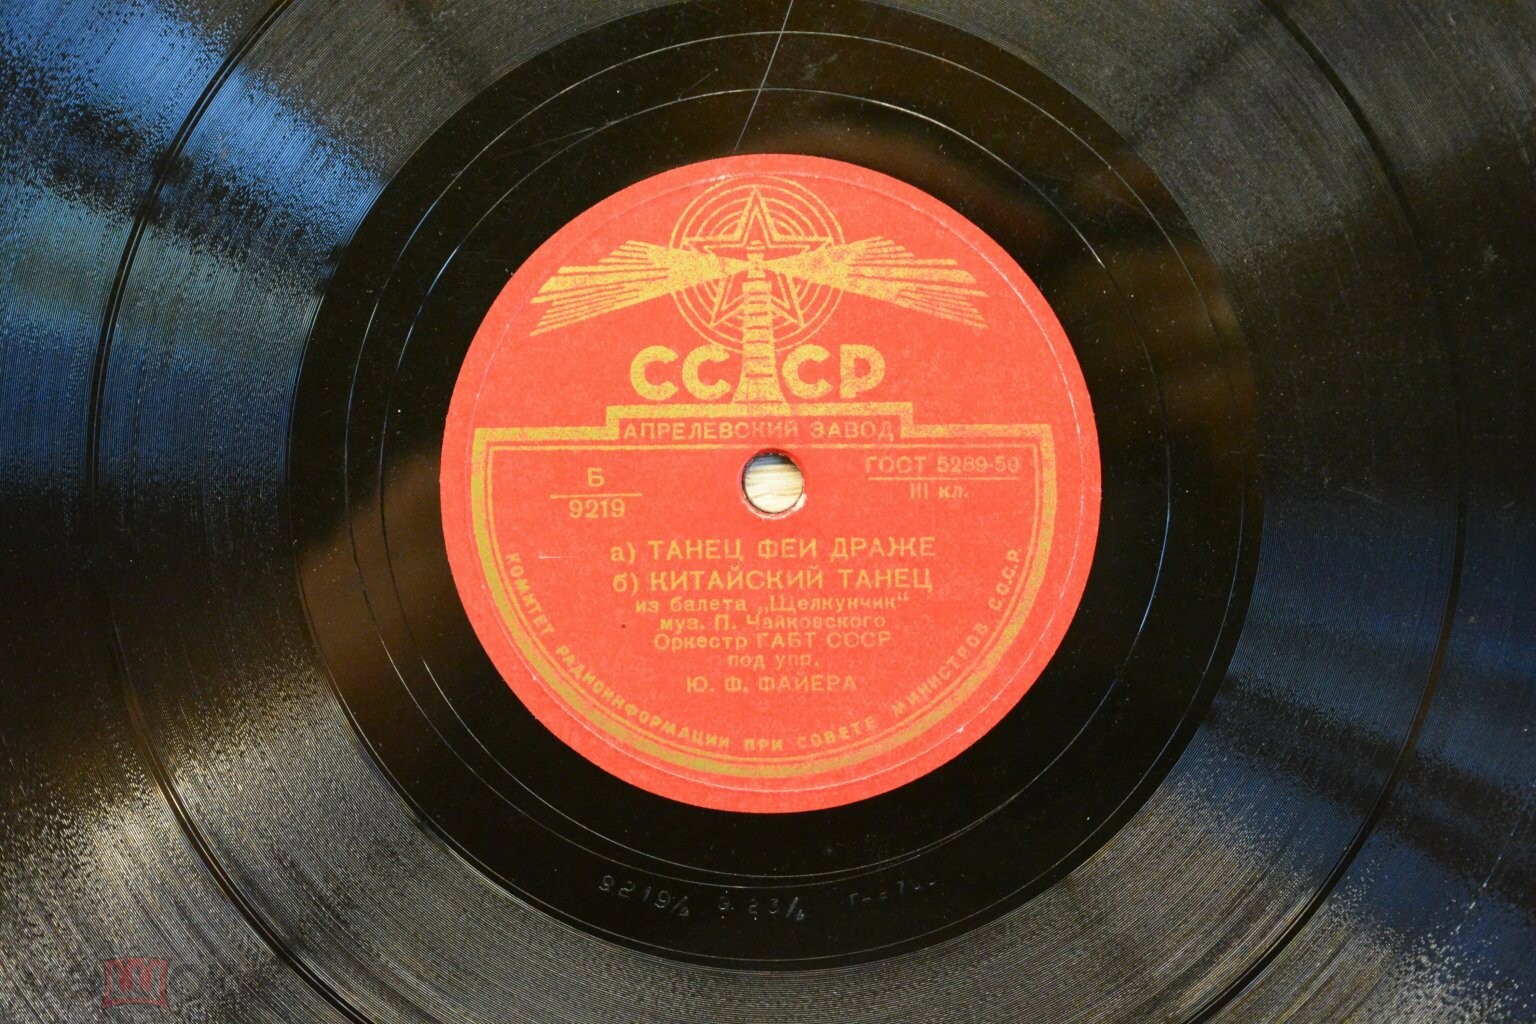 СССР
АПРЕЛЕВСКИЙ ЗАВОД
Б
9219
ГОСТ 5289-50
III кл.
а) ТАНЕЦ ФЕИ ДРАЖЕ
б) КИТАЙСКИЙ ТАНЕЦ
из балета „Щелкунчик“
муз. П. Чайковского
Оркестр ГАБТ СССР
под упр.
Ю. Ф. ФАЙЕРА
КОМИТЕТ РАДИОИНФОРМАЦИИ ПРИ СОВЕТЕ МИНИСТРОВ С.С.С.Р.